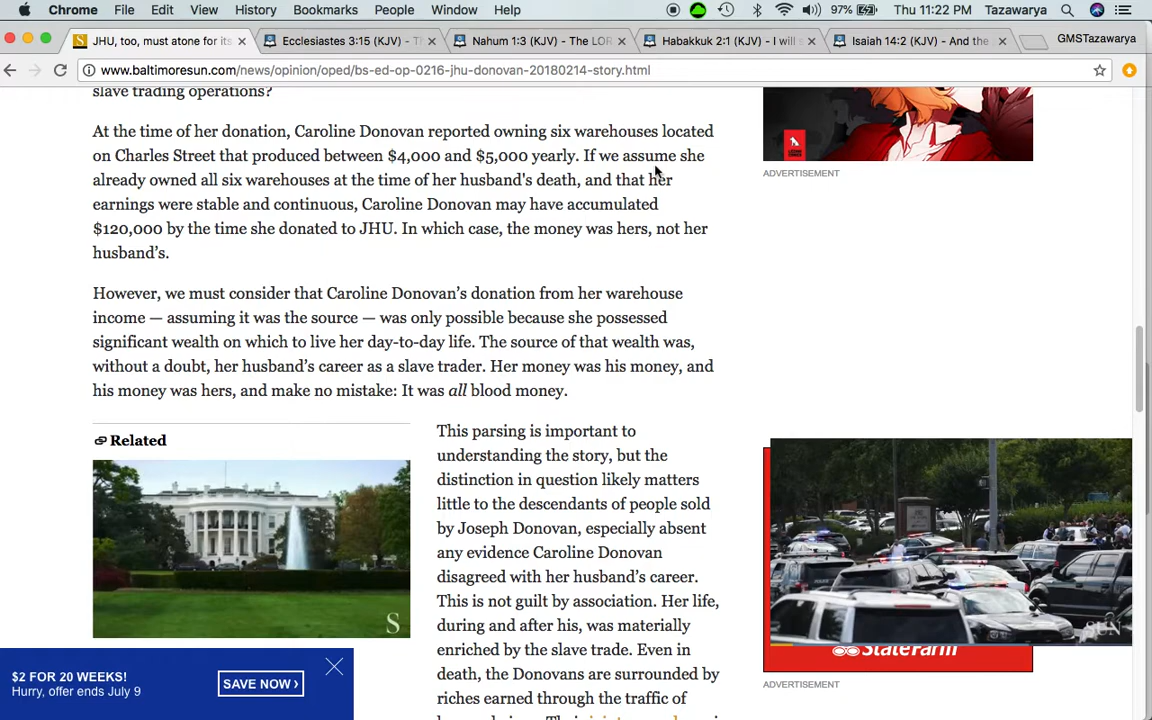 Chrome File Edit View History Bookmarks People Window Help 97% Thu 11:22 PM Tazawarya
JHU, too, must atone for its Ecclesiastes 3:15 (KJV) - Th Nahum 1:3 (KJV) - The LOR Habakkuk 2:1 (KJV) - I will s Isaiah 14:2 (KJV) - And the GMSTazawarya
www.baltimoresun.com/news/opinion/oped/bs-ed-op-0216-jhu-donovan-20180214-story.html
slave trading operations?
At the time of her donation, Caroline Donovan reported owning six warehouses located
on Charles Street that produced between $4,000 and $5,000 yearly. If we assume she
already owned all six warehouses at the time of her husband's death, and that her
earnings were stable and continuous, Caroline Donovan may have accumulated
$120,000 by the time she donated to JHU. In which case, the money was hers, not her
husband’s.
However, we must consider that Caroline Donovan’s donation from her warehouse
income — assuming it was the source — was only possible because she possessed
significant wealth on which to live her day-to-day life. The source of that wealth was,
without a doubt, her husband’s career as a slave trader. Her money was his money, and
his money was hers, and make no mistake: It was all blood money.
Related
S
This parsing is important to
understanding the story, but the
distinction in question likely matters
little to the descendants of people sold
by Joseph Donovan, especially absent
any evidence Caroline Donovan
disagreed with her husband’s career.
This is not guilt by association. Her life,
during and after his, was materially
enriched by the slave trade. Even in
death, the Donovans are surrounded by
riches earned through the traffic of
ADVERTISEMENT
SUN
StateFarm
ADVERTISEMENT
$2 FOR 20 WEEKS!
Hurry, offer ends July 9
SAVE NOW ›